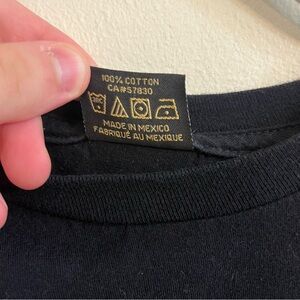 100% COTTON
CA#57830
MADE IN MEXICO
FABRIQUÉ AU MEXIQUE